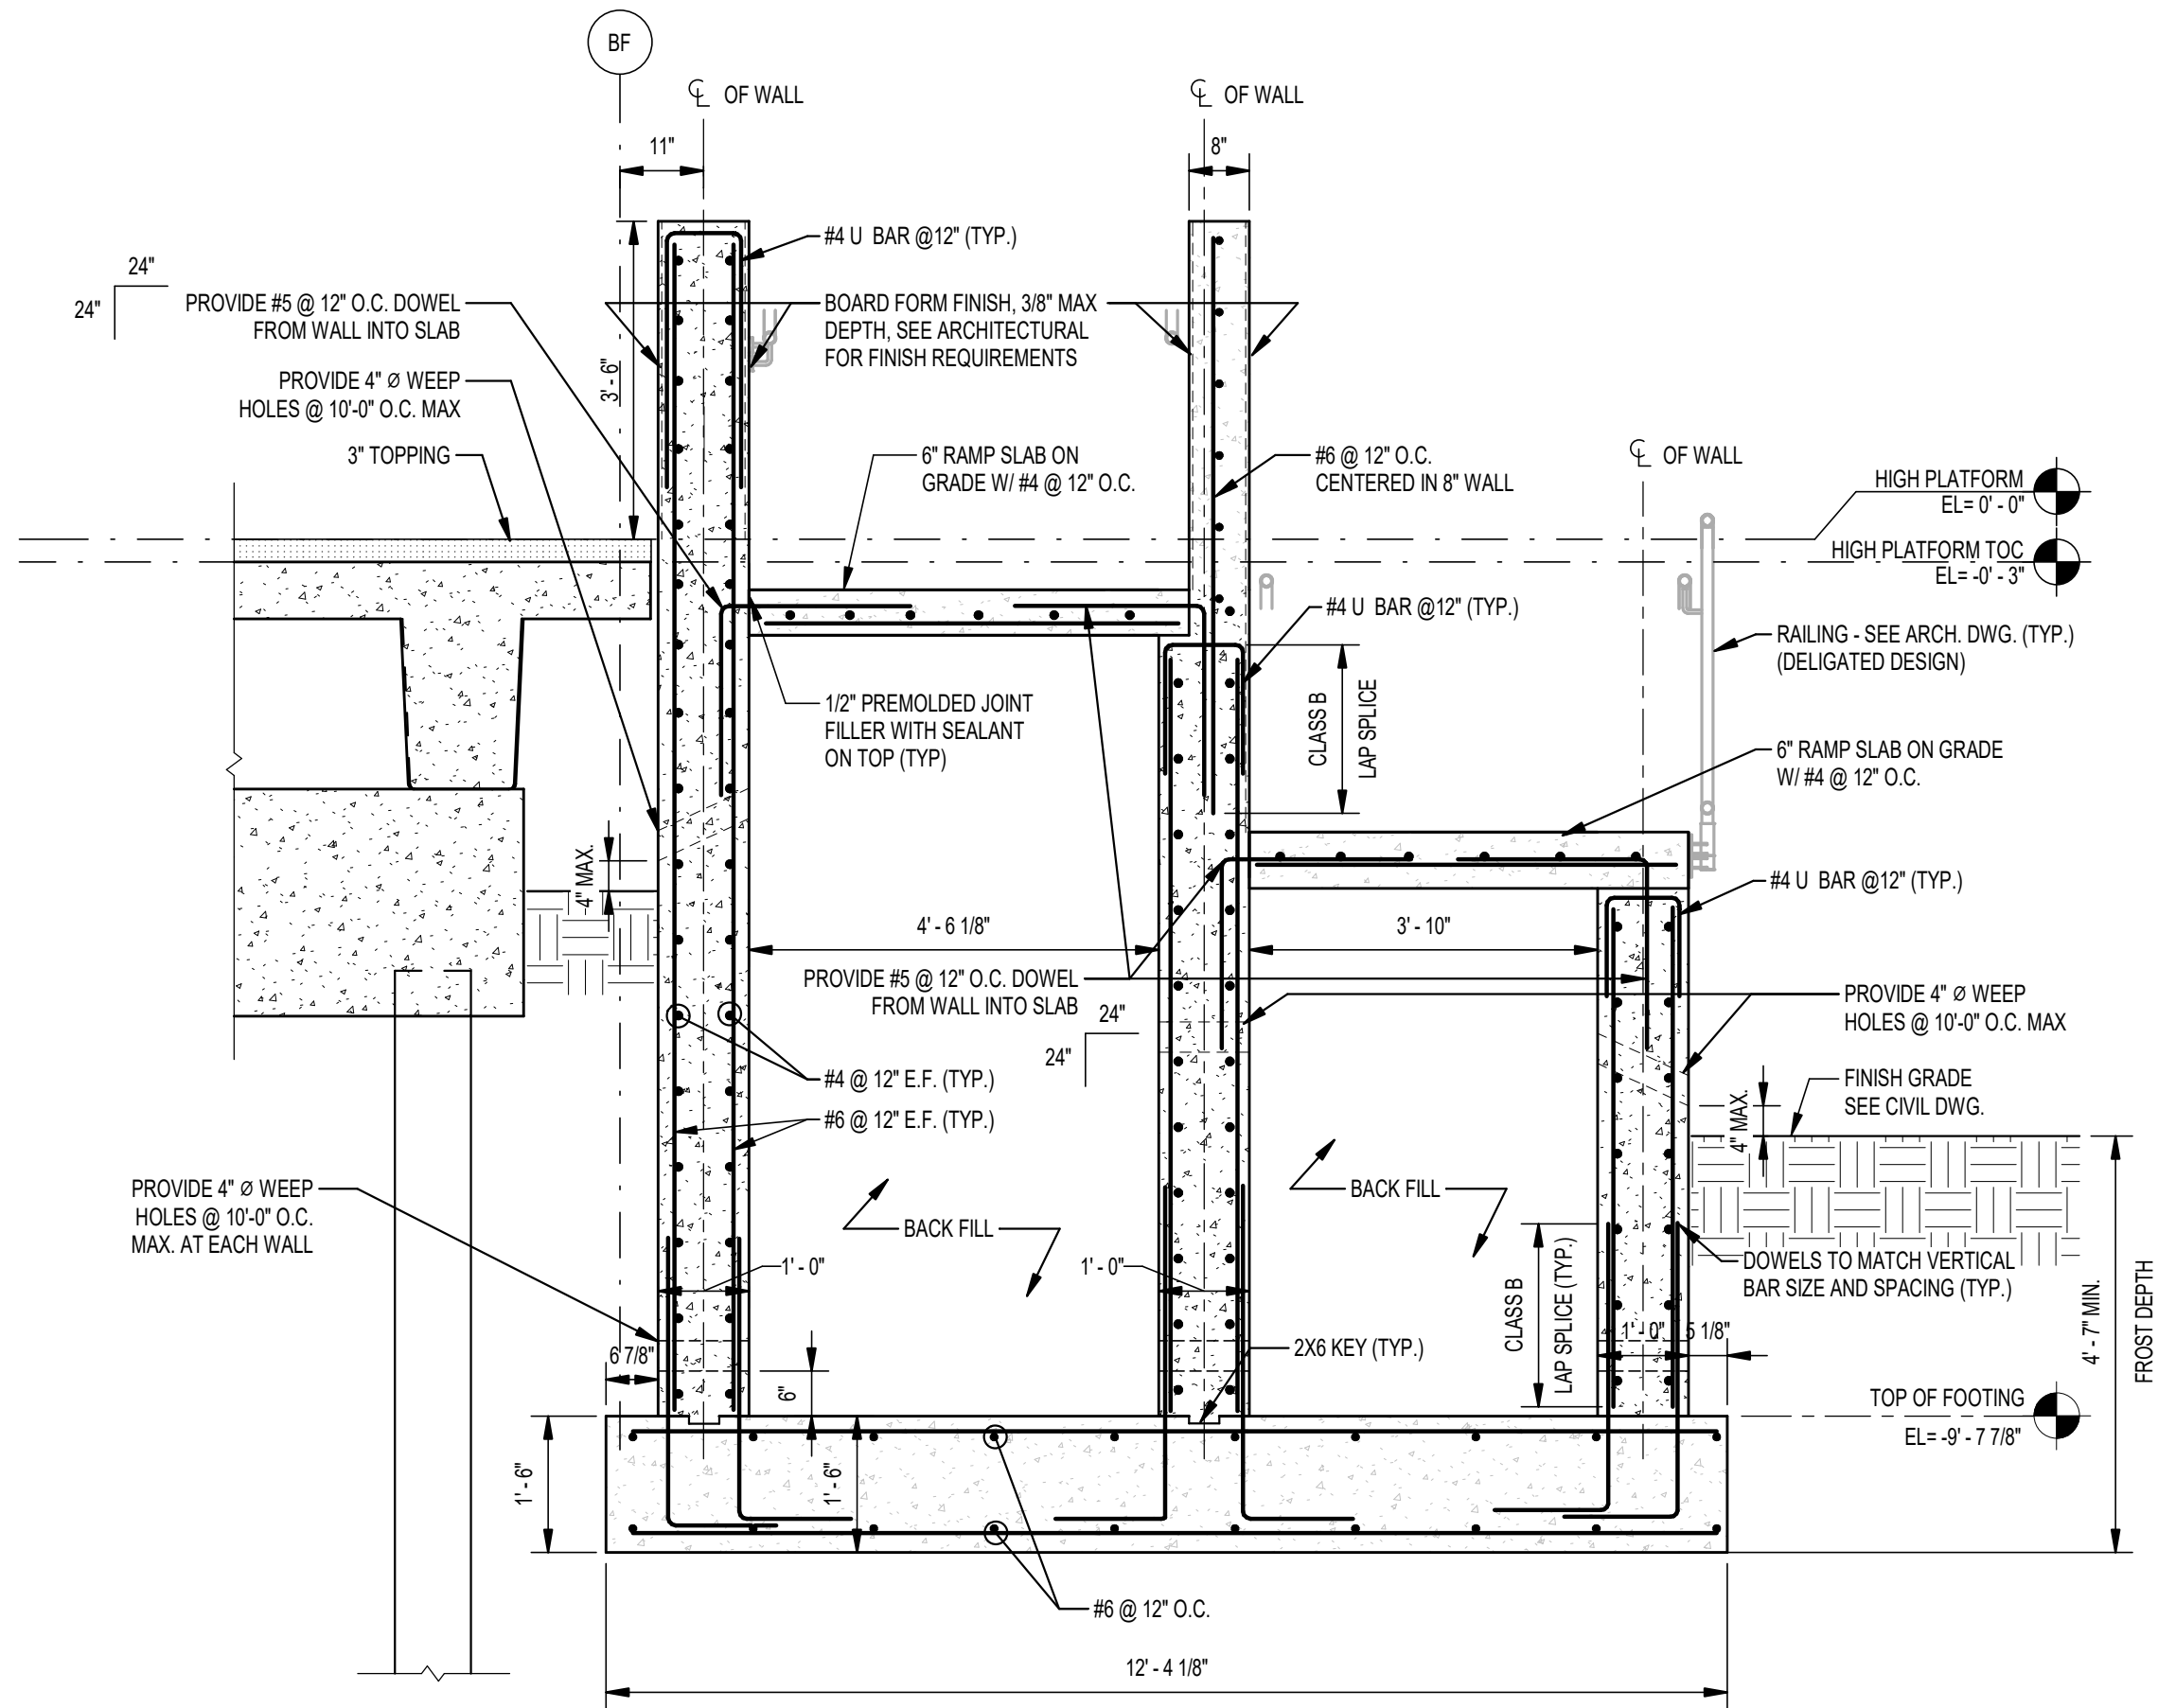 BF
℄ OF WALL
℄ OF WALL
11"
8"
#4 U BAR @12" (TYP.)
24"
24"
PROVIDE #5 @ 12" O.C. DOWEL
FROM WALL INTO SLAB
BOARD FORM FINISH, 3/8" MAX
DEPTH, SEE ARCHITECTURAL
FOR FINISH REQUIREMENTS
3' - 6"
PROVIDE 4" Ø WEEP
HOLES @ 10'-0" O.C. MAX
3" TOPPING
6" RAMP SLAB ON
GRADE W/ #4 @ 12" O.C.
#6 @ 12" O.C.
CENTERED IN 8" WALL
℄ OF WALL
HIGH PLATFORM
EL= 0' - 0"
HIGH PLATFORM TOC
EL= -0' - 3"
#4 U BAR @12" (TYP.)
RAILING - SEE ARCH. DWG. (TYP.)
(DELIGATED DESIGN)
1/2" PREMOLDED JOINT
FILLER WITH SEALANT
ON TOP (TYP)
CLASS B
LAP SPLICE
6" RAMP SLAB ON GRADE
W/ #4 @ 12" O.C.
4" MAX.
#4 U BAR @12" (TYP.)
4' - 6 1/8"
3' - 10"
PROVIDE #5 @ 12" O.C. DOWEL
FROM WALL INTO SLAB
24"
24"
PROVIDE 4" Ø WEEP
HOLES @ 10'-0" O.C. MAX
#4 @ 12" E.F. (TYP.)
#6 @ 12" E.F. (TYP.)
FINISH GRADE
SEE CIVIL DWG.
4" MAX.
PROVIDE 4" Ø WEEP
HOLES @ 10'-0" O.C.
MAX. AT EACH WALL
BACK FILL
BACK FILL
1' - 0"
1' - 0"
DOWELS TO MATCH VERTICAL
BAR SIZE AND SPACING (TYP.)
CLASS B
LAP SPLICE (TYP.)
4' - 7" MIN.
FROST DEPTH
6 7/8"
6"
2X6 KEY (TYP.)
1' - 0"
5 1/8"
TOP OF FOOTING
EL= -9' - 7 7/8"
1' - 6"
1' - 6"
#6 @ 12" O.C.
12' - 4 1/8"